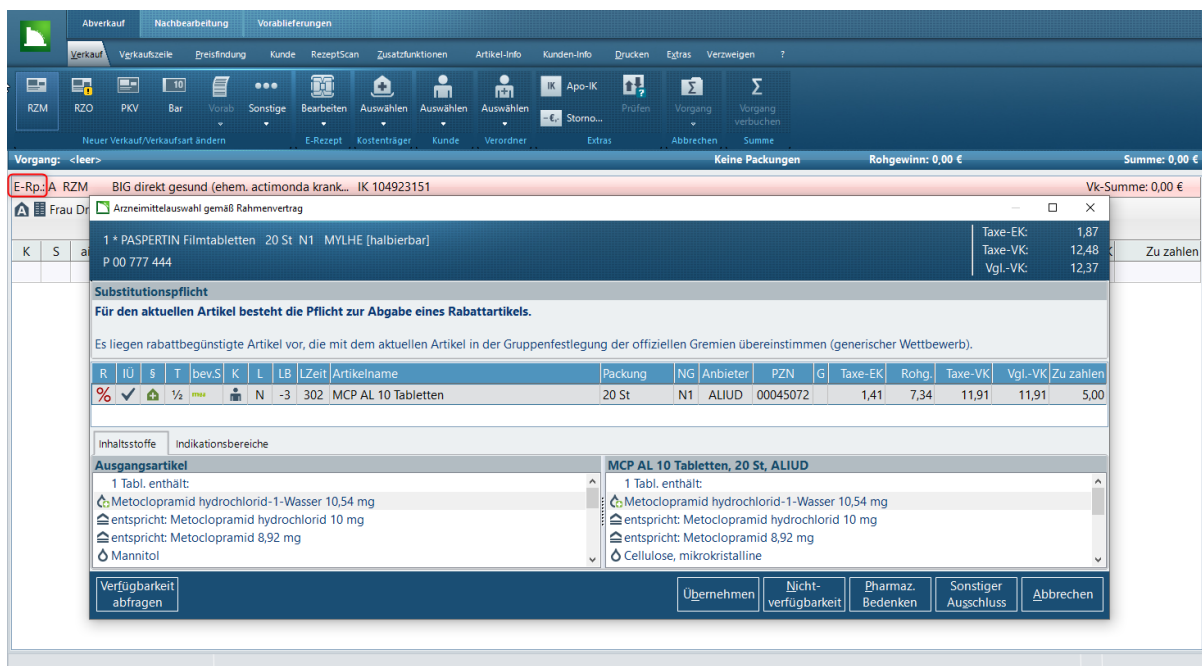 Abverkauf Nachbearbeitung Vorablieferungen
Verkauf Verkaufszeile Preisfindung Kunde RezeptScan Zusatzfunktionen Artikel-Info Kunden-Info Drucken Extras Verzweigen ?
10 IK Apo-IK
RZM RZO PKV Bar Vorab Sonstige Bearbeiten Auswählen Auswählen Auswählen Prüfen Vorgang Vorgang
-€,- Storno... verbuchen
Neuer Verkauf/Verkaufsart ändern E-Rezept Kostenträger Kunde Verordner Extras Abbrechen Summe
Vorgang: <leer> Keine Packungen Rohgewinn: 0,00 € Summe: 0,00 €
E-Rp.: A RZM BIG direkt gesund (ehem. actimonda krank... IK 104923151 Vk-Summe: 0,00 €
Frau Dr Arzneimittelauswahl gemäß Rahmenvertrag
1 * PASPERTIN Filmtabletten 20 St N1 MYLHE [halbierbar] Taxe-EK: 1,87
Taxe-VK: 12,48
K S Zu zahlen
P 00 777 444 Vgl.-VK: 12,37
Substitutionspflicht
Für den aktuellen Artikel besteht die Pflicht zur Abgabe eines Rabattartikels.
Es liegen rabattbegünstigte Artikel vor, die mit dem aktuellen Artikel in der Gruppenfestlegung der offiziellen Gremien übereinstimmen (generischer Wettbewerb).
R IÜ § T bev.S K L LB LZeit Artikelname Packung NG Anbieter PZN G Taxe-EK Rohg. Taxe-VK Vgl.-VK Zu zahlen
% ½ N -3 302 MCP AL 10 Tabletten 20 St N1 ALIUD 00045072 1,41 7,34 11,91 11,91 5,00
Inhaltsstoffe Indikationsbereiche
Ausgangsartikel MCP AL 10 Tabletten, 20 St, ALIUD
1 Tabl. enthält: 1 Tabl. enthält:
Metoclopramid hydrochlorid-1-Wasser 10,54 mg Metoclopramid hydrochlorid-1-Wasser 10,54 mg
entspricht: Metoclopramid hydrochlorid 10 mg entspricht: Metoclopramid hydrochlorid 10 mg
entspricht: Metoclopramid 8,92 mg entspricht: Metoclopramid 8,92 mg
Mannitol Cellulose, mikrokristalline
Verfügbarkeit abfragen Übernehmen Nicht-verfügbarkeit Pharmaz. Bedenken Sonstiger Ausschluss Abbrechen